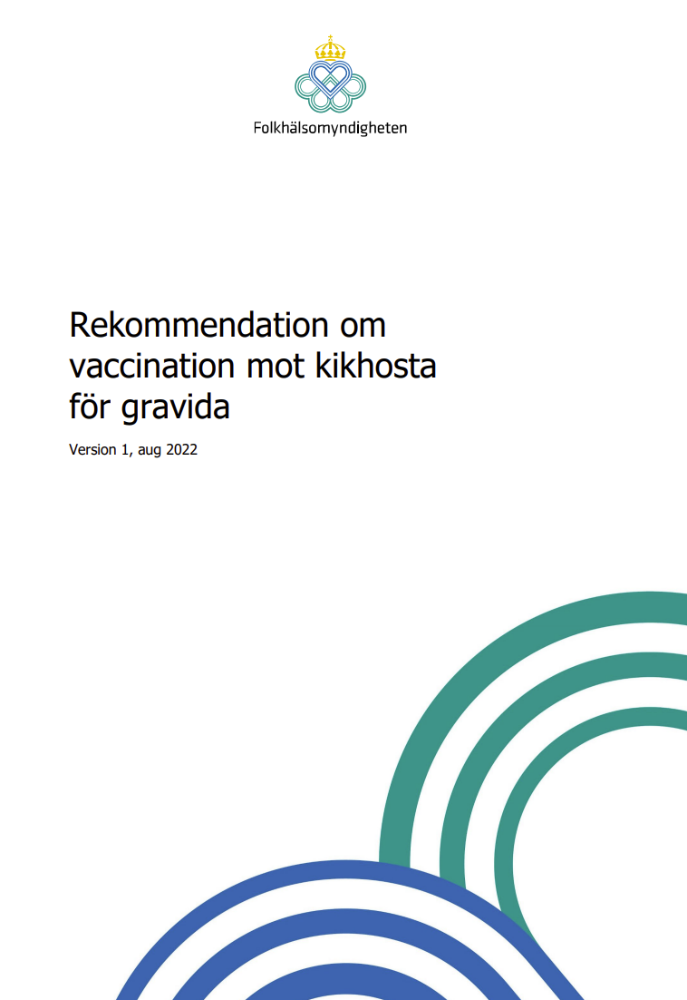 Folkhälsomyndigheten
Rekommendation om
vaccination mot kikhosta
för gravida
Version 1, aug 2022